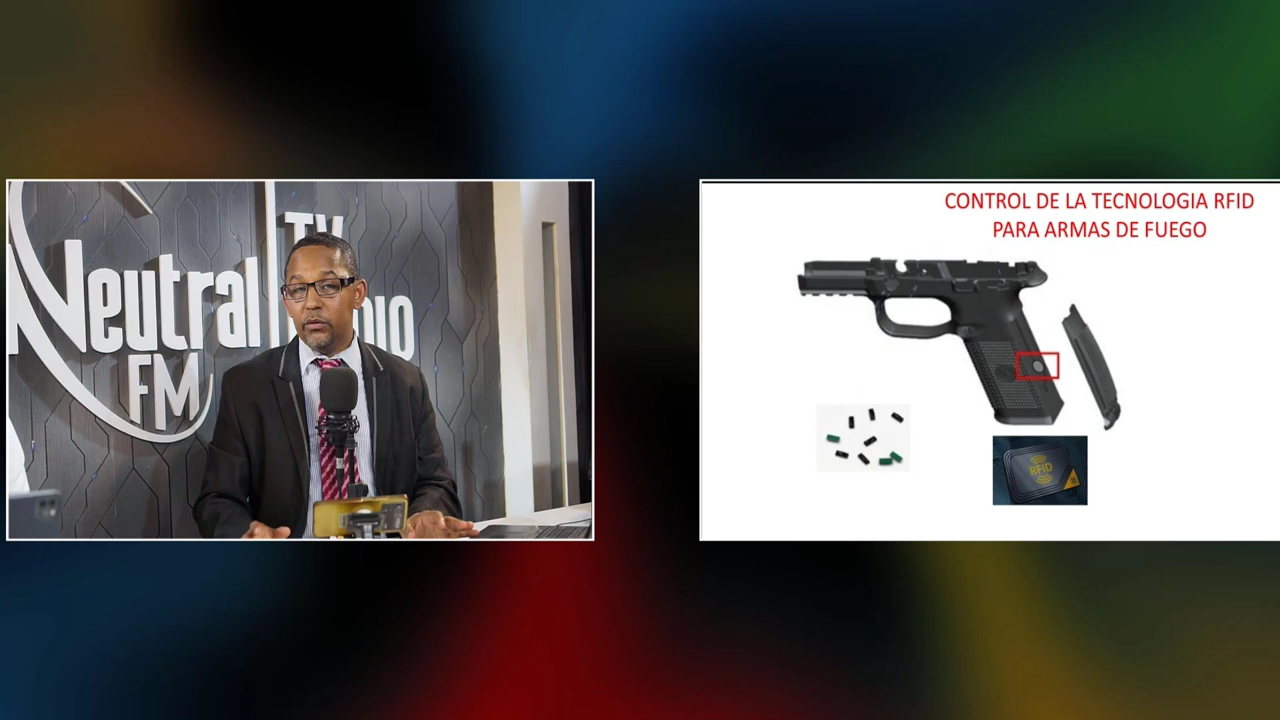 TV
Neutral
FM
CONTROL DE LA TECNOLOGIA RFID
PARA ARMAS DE FUEGO
RFID